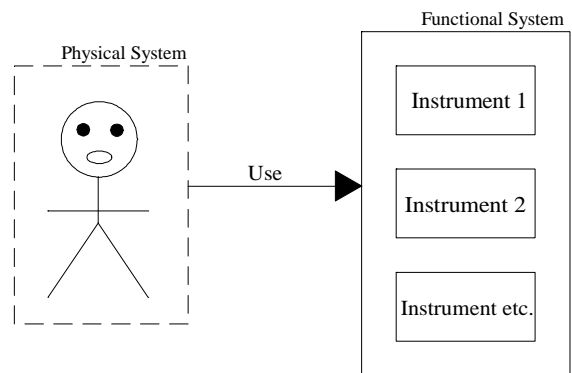 Functional System
Physical System
Instrument 1
Use
Instrument 2
Instrument etc.